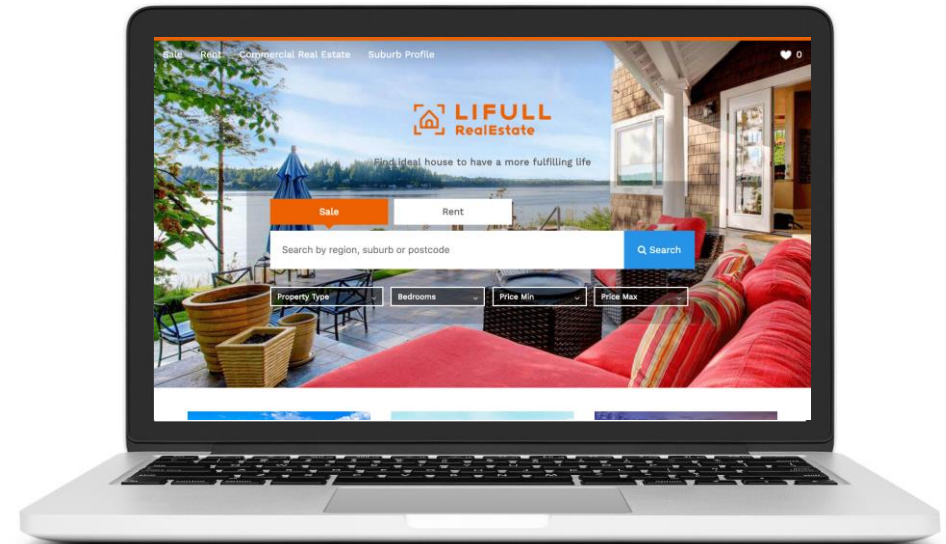 Sale Rent Commercial Real Estate Suburb Profile 0
LIFULL
RealEstate
Find ideal house to have a more fulfilling life
Sale Rent
Search by region, suburb or postcode Search
Property Type Bedrooms Price Min Price Max